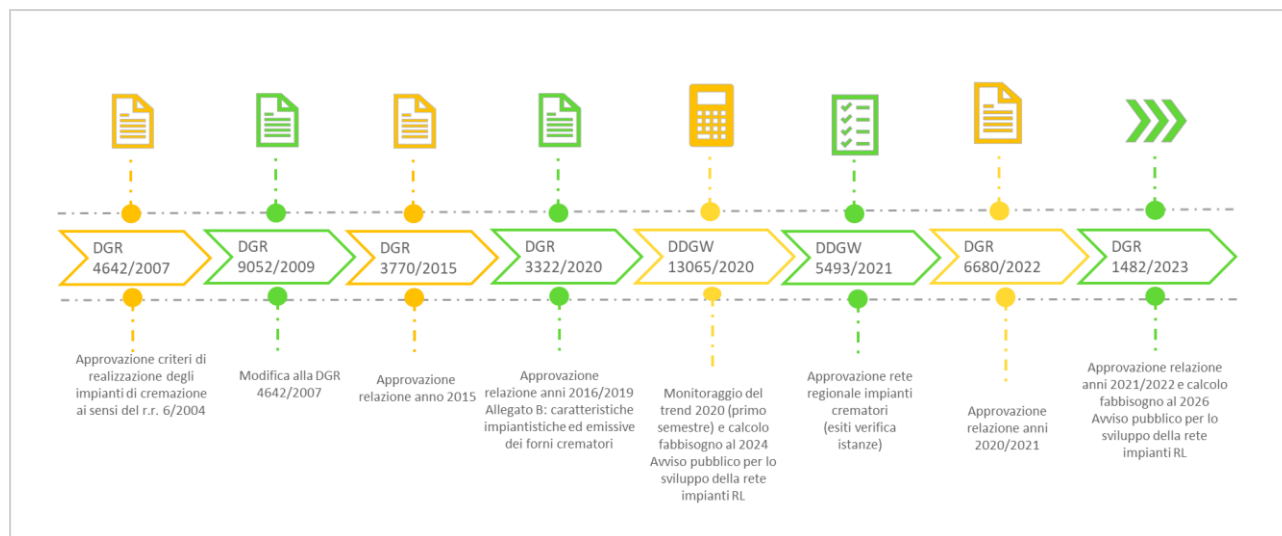 DGR
4642/2007
DGR
9052/2009
DGR
3770/2015
DGR
3322/2020
DDGW
13065/2020
DDGW
5493/2021
DGR
6680/2022
DGR
1482/2023
Approvazione criteri di
realizzazione degli
impianti di cremazione
ai sensi del r.r. 6/2004
Modifica alla DGR
4642/2007
Approvazione
relazione anno 2015
Approvazione
relazione anni 2016/2019
Allegato B: caratteristiche
impiantistiche ed emissive
dei forni crematori
Monitoraggio del
trend 2020 (primo
semestre) e calcolo
fabbisogno al 2024
Avviso pubblico per lo
sviluppo della rete
impianti RL
Approvazione rete
regionale impianti
crematori
(esiti verifica
istanze)
Approvazione
relazione anni
2020/2021
Approvazione relazione
anni 2021/2022 e calcolo
fabbisogno al 2026
Avviso pubblico per lo
sviluppo della rete
impianti RL